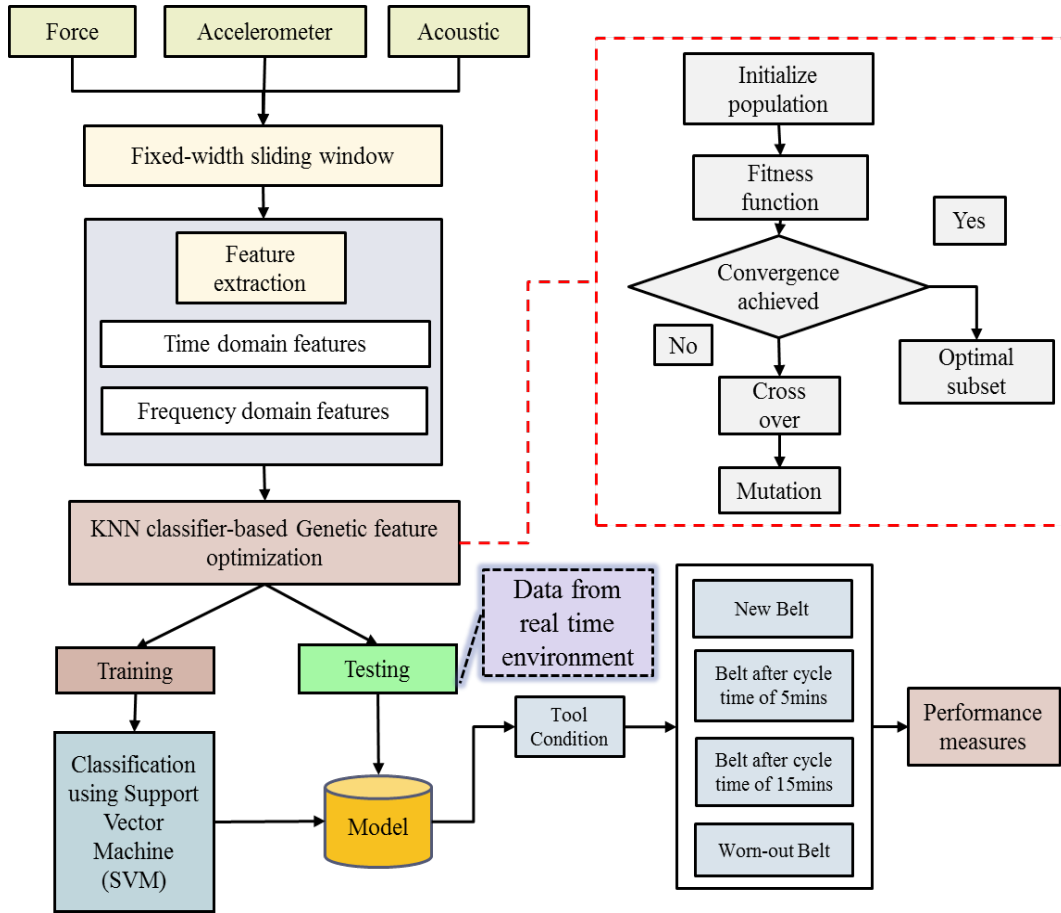 Force
Accelerometer
Acoustic
Fixed-width sliding window
Feature
extraction
Time domain features
Frequency domain features
KNN classifier-based Genetic feature
optimization
Initialize
population
Fitness
function
Yes
Convergence
achieved
No
Optimal
subset
Cross
over
Mutation
Data from
real time
environment
Training
Testing
Classification
using Support
Vector
Machine
(SVM)
Model
Tool
Condition
New Belt
Belt after cycle
time of 5mins
Belt after cycle
time of 15mins
Worn-out Belt
Performance
measures